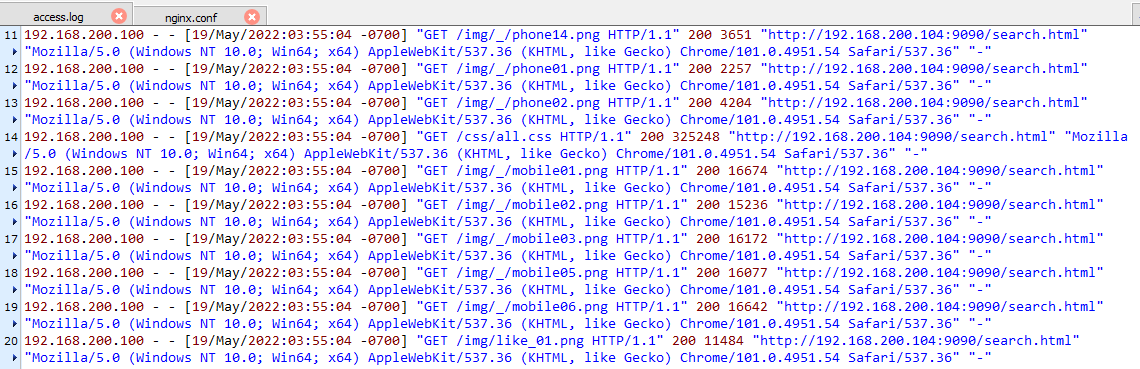 access.log nginx.conf
11 192.168.200.100 - - [19/May/2022:03:55:04 -0700] "GET /img/_/phone14.png HTTP/1.1" 200 3651 "http://192.168.200.104:9090/search.html"
"Mozilla/5.0 (Windows NT 10.0; Win64; x64) AppleWebKit/537.36 (KHTML, like Gecko) Chrome/101.0.4951.54 Safari/537.36" "-"
12 192.168.200.100 - - [19/May/2022:03:55:04 -0700] "GET /img/_/phone01.png HTTP/1.1" 200 2257 "http://192.168.200.104:9090/search.html"
"Mozilla/5.0 (Windows NT 10.0; Win64; x64) AppleWebKit/537.36 (KHTML, like Gecko) Chrome/101.0.4951.54 Safari/537.36" "-"
13 192.168.200.100 - - [19/May/2022:03:55:04 -0700] "GET /img/_/phone02.png HTTP/1.1" 200 4204 "http://192.168.200.104:9090/search.html"
"Mozilla/5.0 (Windows NT 10.0; Win64; x64) AppleWebKit/537.36 (KHTML, like Gecko) Chrome/101.0.4951.54 Safari/537.36" "-"
14 192.168.200.100 - - [19/May/2022:03:55:04 -0700] "GET /css/all.css HTTP/1.1" 200 325248 "http://192.168.200.104:9090/search.html" "Mozilla
/5.0 (Windows NT 10.0; Win64; x64) AppleWebKit/537.36 (KHTML, like Gecko) Chrome/101.0.4951.54 Safari/537.36" "-"
15 192.168.200.100 - - [19/May/2022:03:55:04 -0700] "GET /img/_/mobile01.png HTTP/1.1" 200 16674 "http://192.168.200.104:9090/search.html"
"Mozilla/5.0 (Windows NT 10.0; Win64; x64) AppleWebKit/537.36 (KHTML, like Gecko) Chrome/101.0.4951.54 Safari/537.36" "-"
16 192.168.200.100 - - [19/May/2022:03:55:04 -0700] "GET /img/_/mobile02.png HTTP/1.1" 200 15236 "http://192.168.200.104:9090/search.html"
"Mozilla/5.0 (Windows NT 10.0; Win64; x64) AppleWebKit/537.36 (KHTML, like Gecko) Chrome/101.0.4951.54 Safari/537.36" "-"
17 192.168.200.100 - - [19/May/2022:03:55:04 -0700] "GET /img/_/mobile03.png HTTP/1.1" 200 16172 "http://192.168.200.104:9090/search.html"
"Mozilla/5.0 (Windows NT 10.0; Win64; x64) AppleWebKit/537.36 (KHTML, like Gecko) Chrome/101.0.4951.54 Safari/537.36" "-"
18 192.168.200.100 - - [19/May/2022:03:55:04 -0700] "GET /img/_/mobile05.png HTTP/1.1" 200 16077 "http://192.168.200.104:9090/search.html"
"Mozilla/5.0 (Windows NT 10.0; Win64; x64) AppleWebKit/537.36 (KHTML, like Gecko) Chrome/101.0.4951.54 Safari/537.36" "-"
19 192.168.200.100 - - [19/May/2022:03:55:04 -0700] "GET /img/_/mobile06.png HTTP/1.1" 200 16642 "http://192.168.200.104:9090/search.html"
"Mozilla/5.0 (Windows NT 10.0; Win64; x64) AppleWebKit/537.36 (KHTML, like Gecko) Chrome/101.0.4951.54 Safari/537.36" "-"
20 192.168.200.100 - - [19/May/2022:03:55:04 -0700] "GET /img/like_01.png HTTP/1.1" 200 11484 "http://192.168.200.104:9090/search.html"
"Mozilla/5.0 (Windows NT 10.0; Win64; x64) AppleWebKit/537.36 (KHTML, like Gecko) Chrome/101.0.4951.54 Safari/537.36" "-"